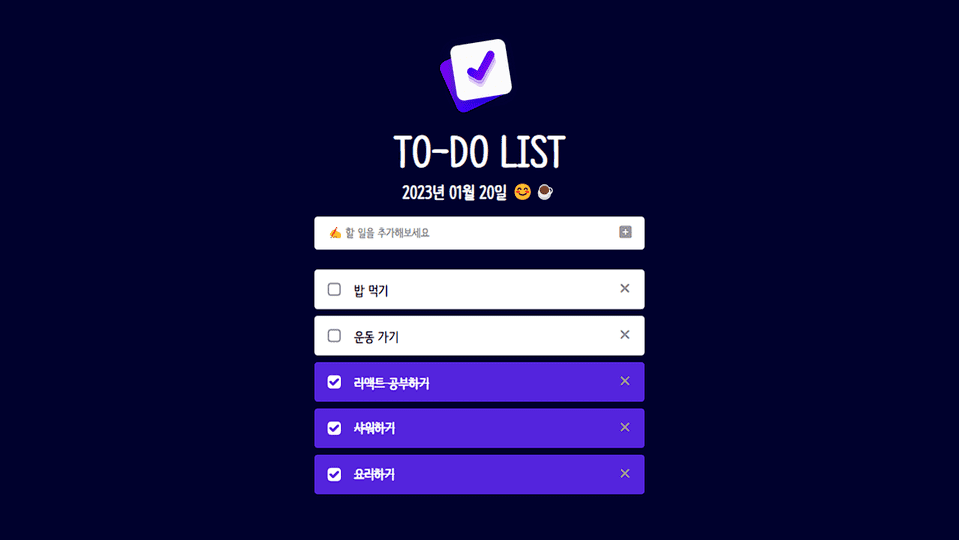 TO-DO LIST
2023년 01월 20일 😊 ☕
✍ 할 일을 추가해보세요
밥 먹기
운동 가기
리액트 공부하기
샤워하기
요리하기